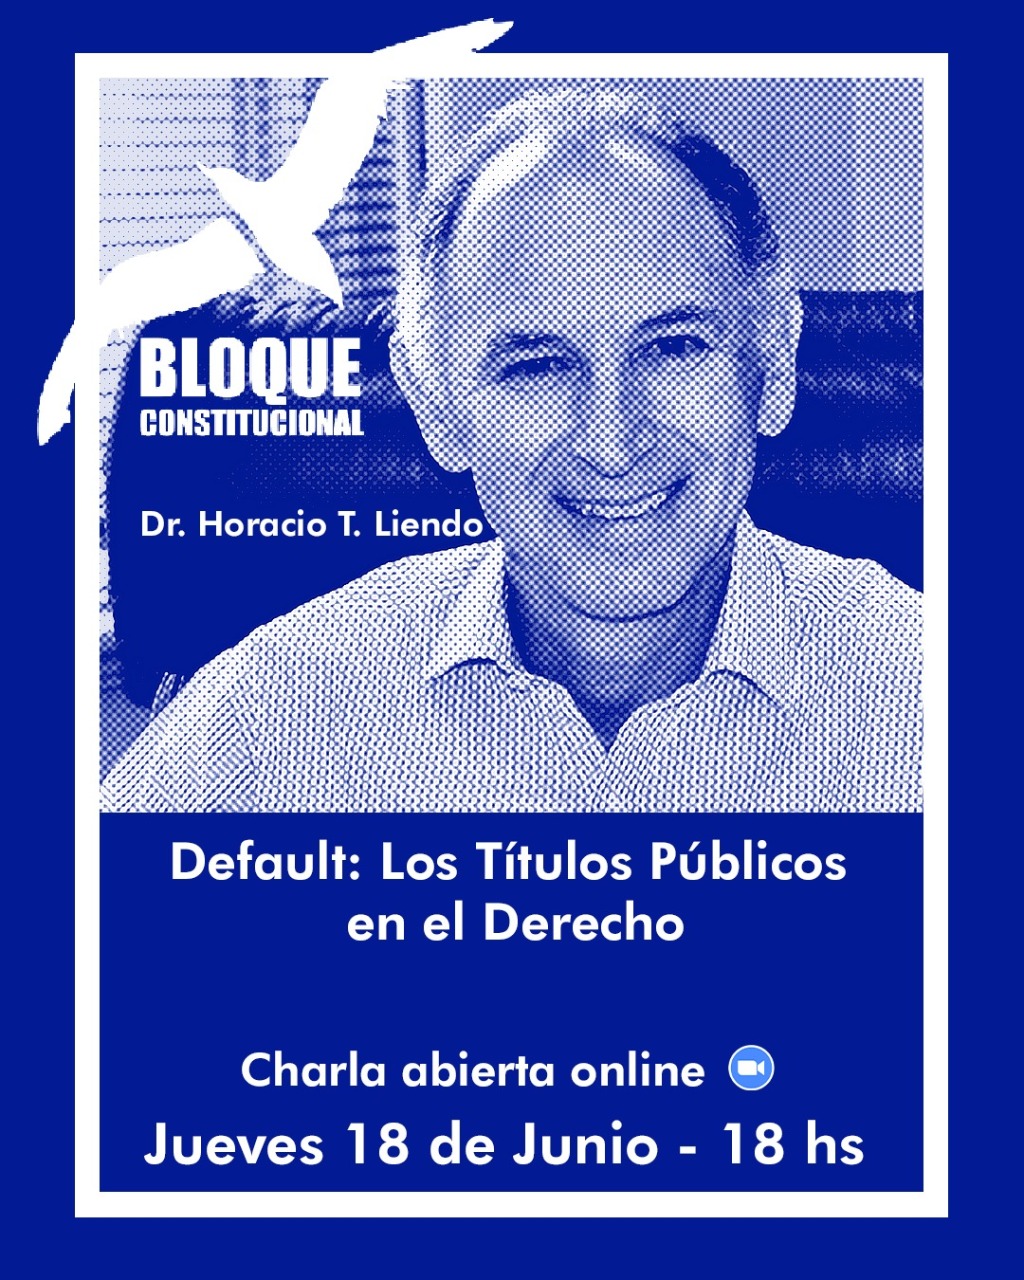 BLOQUE
CONSTITUCIONAL
Dr. Horacio T. Liendo
Default: Los Títulos Públicos
en el Derecho
Charla abierta online
Jueves 18 de Junio - 18 hs